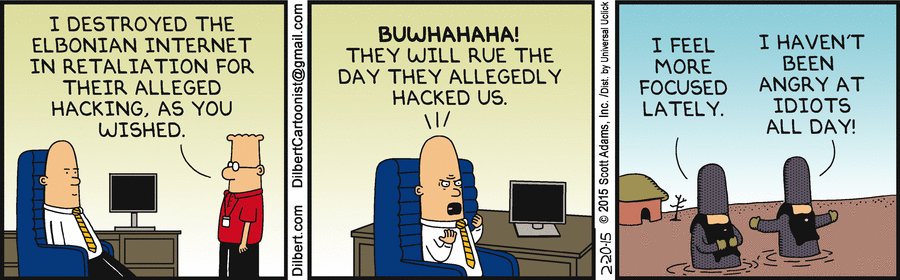 I DESTROYED THE
ELBONIAN INTERNET
IN RETALIATION FOR
THEIR ALLEGED
HACKING, AS YOU
WISHED.
Dilbert.com DilbertCartoonist@gmail.com
BUWHAHAHA!
THEY WILL RUE THE
DAY THEY ALLEGEDLY
HACKED US.
2-20-15 © 2015 Scott Adams, Inc. /Dist. by Universal Uclick
I FEEL
MORE
FOCUSED
LATELY.
I HAVEN'T
BEEN
ANGRY AT
IDIOTS
ALL DAY!